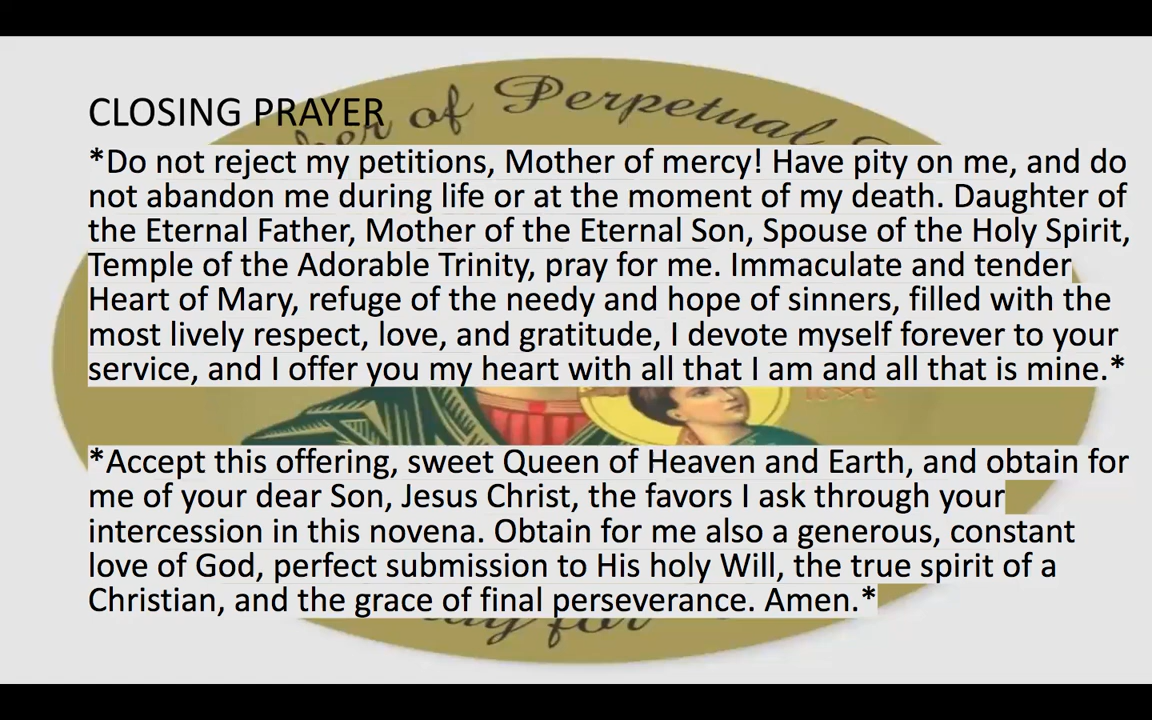 Mother of Perpetual
CLOSING PRAYER
*Do not reject my petitions, Mother of mercy! Have pity on me, and do
not abandon me during life or at the moment of my death. Daughter of
the Eternal Father, Mother of the Eternal Son, Spouse of the Holy Spirit,
Temple of the Adorable Trinity, pray for me. Immaculate and tender
Heart of Mary, refuge of the needy and hope of sinners, filled with the
most lively respect, love, and gratitude, I devote myself forever to your
service, and I offer you my heart with all that I am and all that is mine.*
*Accept this offering, sweet Queen of Heaven and Earth, and obtain for
me of your dear Son, Jesus Christ, the favors I ask through your
intercession in this novena. Obtain for me also a generous, constant
love of God, perfect submission to His holy Will, the true spirit of a
Christian, and the grace of final perseverance. Amen.*
for